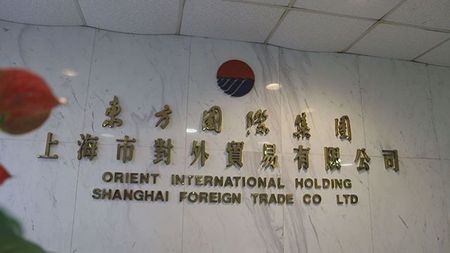 東方國際集團
上海市對外貿易有限公司
ORIENT INTERNATIONAL HOLDING
SHANGHAI FOREIGN TRADE CO LTD